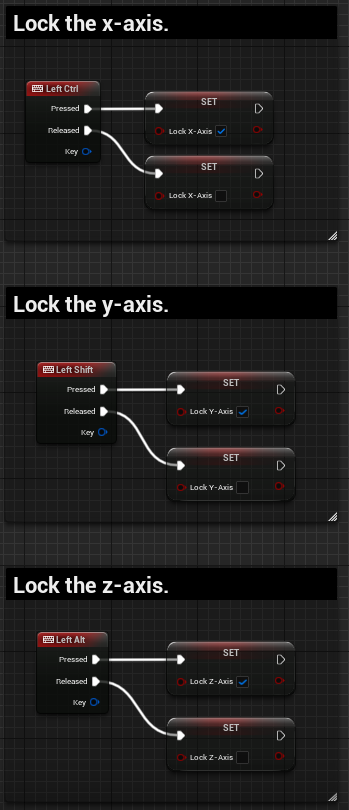 Lock the x-axis.
Left Ctrl
Pressed
Released
Key
SET
Lock X-Axis
SET
Lock X-Axis
Lock the y-axis.
Left Shift
Pressed
Released
Key
SET
Lock Y-Axis
SET
Lock Y-Axis
Lock the z-axis.
Left Alt
Pressed
Released
Key
SET
Lock Z-Axis
SET
Lock Z-Axis